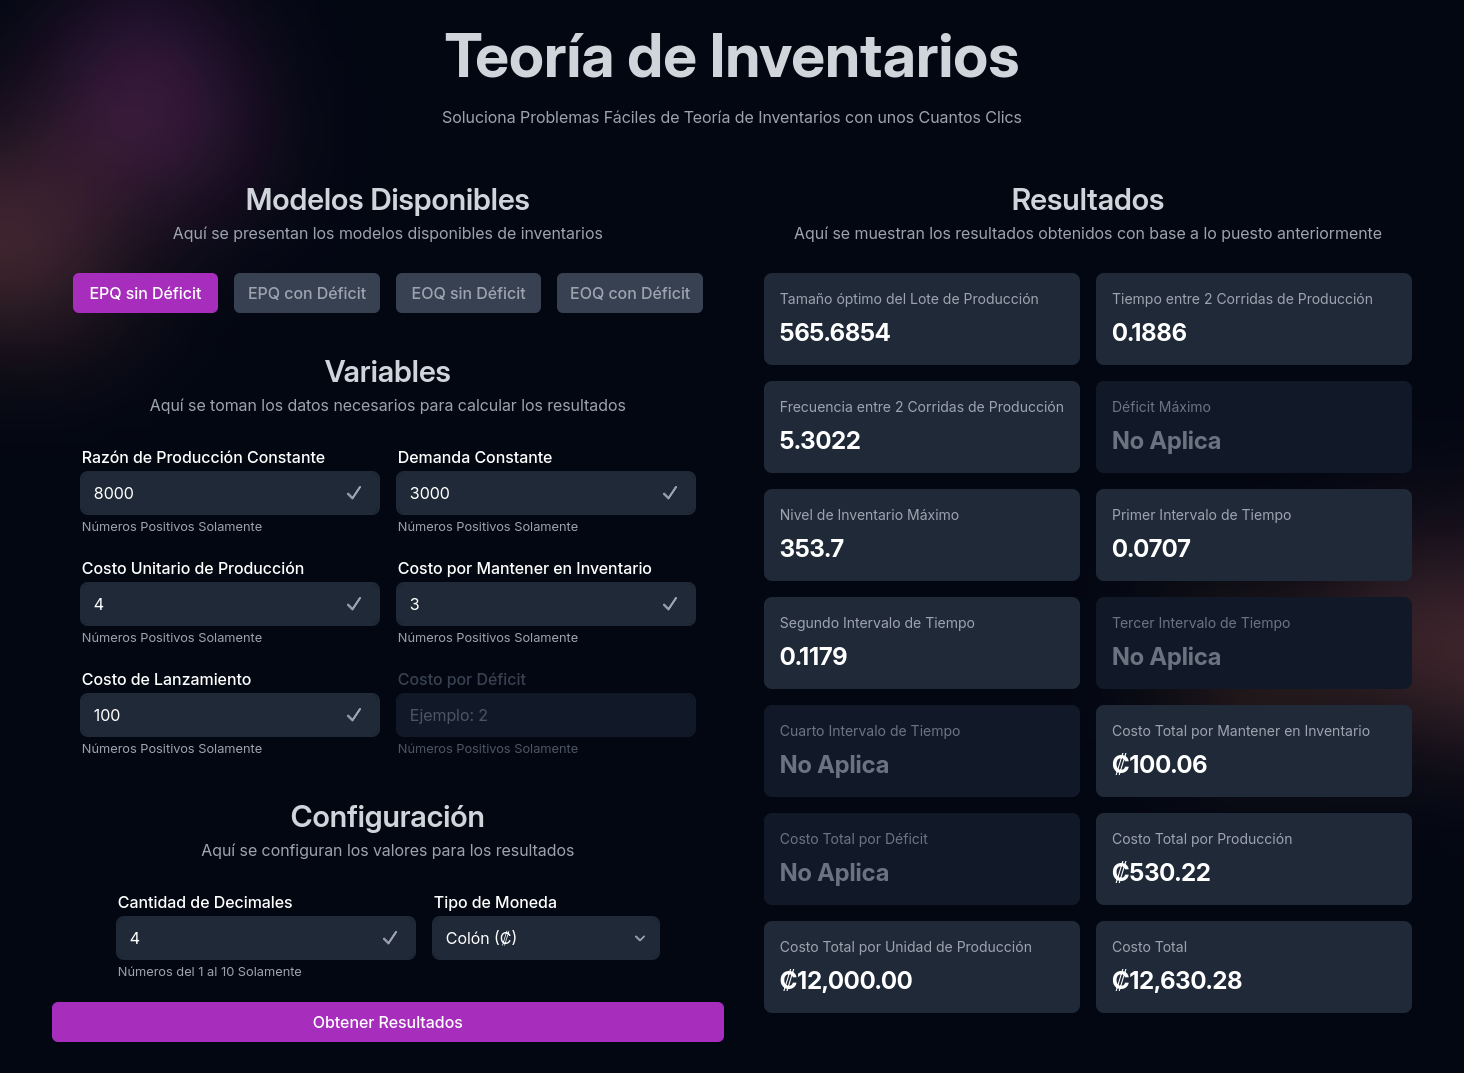 Teoría de Inventarios
Soluciona Problemas Fáciles de Teoría de Inventarios con unos Cuantos Clics
Modelos Disponibles
Aquí se presentan los modelos disponibles de inventarios
EPQ sin Déficit
EPQ con Déficit
EOQ sin Déficit
EOQ con Déficit
Variables
Aquí se toman los datos necesarios para calcular los resultados
Razón de Producción Constante
8000
Números Positivos Solamente
Demanda Constante
3000
Números Positivos Solamente
Costo Unitario de Producción
4
Números Positivos Solamente
Costo por Mantener en Inventario
3
Números Positivos Solamente
Costo de Lanzamiento
100
Números Positivos Solamente
Costo por Déficit
Ejemplo: 2
Números Positivos Solamente
Configuración
Aquí se configuran los valores para los resultados
Cantidad de Decimales
4
Números del 1 al 10 Solamente
Tipo de Moneda
Colón (₡)
Obtener Resultados
Resultados
Aquí se muestran los resultados obtenidos con base a lo puesto anteriormente
Tamaño óptimo del Lote de Producción
565.6854
Tiempo entre 2 Corridas de Producción
0.1886
Frecuencia entre 2 Corridas de Producción
5.3022
Déficit Máximo
No Aplica
Nivel de Inventario Máximo
353.7
Primer Intervalo de Tiempo
0.0707
Segundo Intervalo de Tiempo
0.1179
Tercer Intervalo de Tiempo
No Aplica
Cuarto Intervalo de Tiempo
No Aplica
Costo Total por Mantener en Inventario
₡100.06
Costo Total por Déficit
No Aplica
Costo Total por Producción
₡530.22
Costo Total por Unidad de Producción
₡12,000.00
Costo Total
₡12,630.28